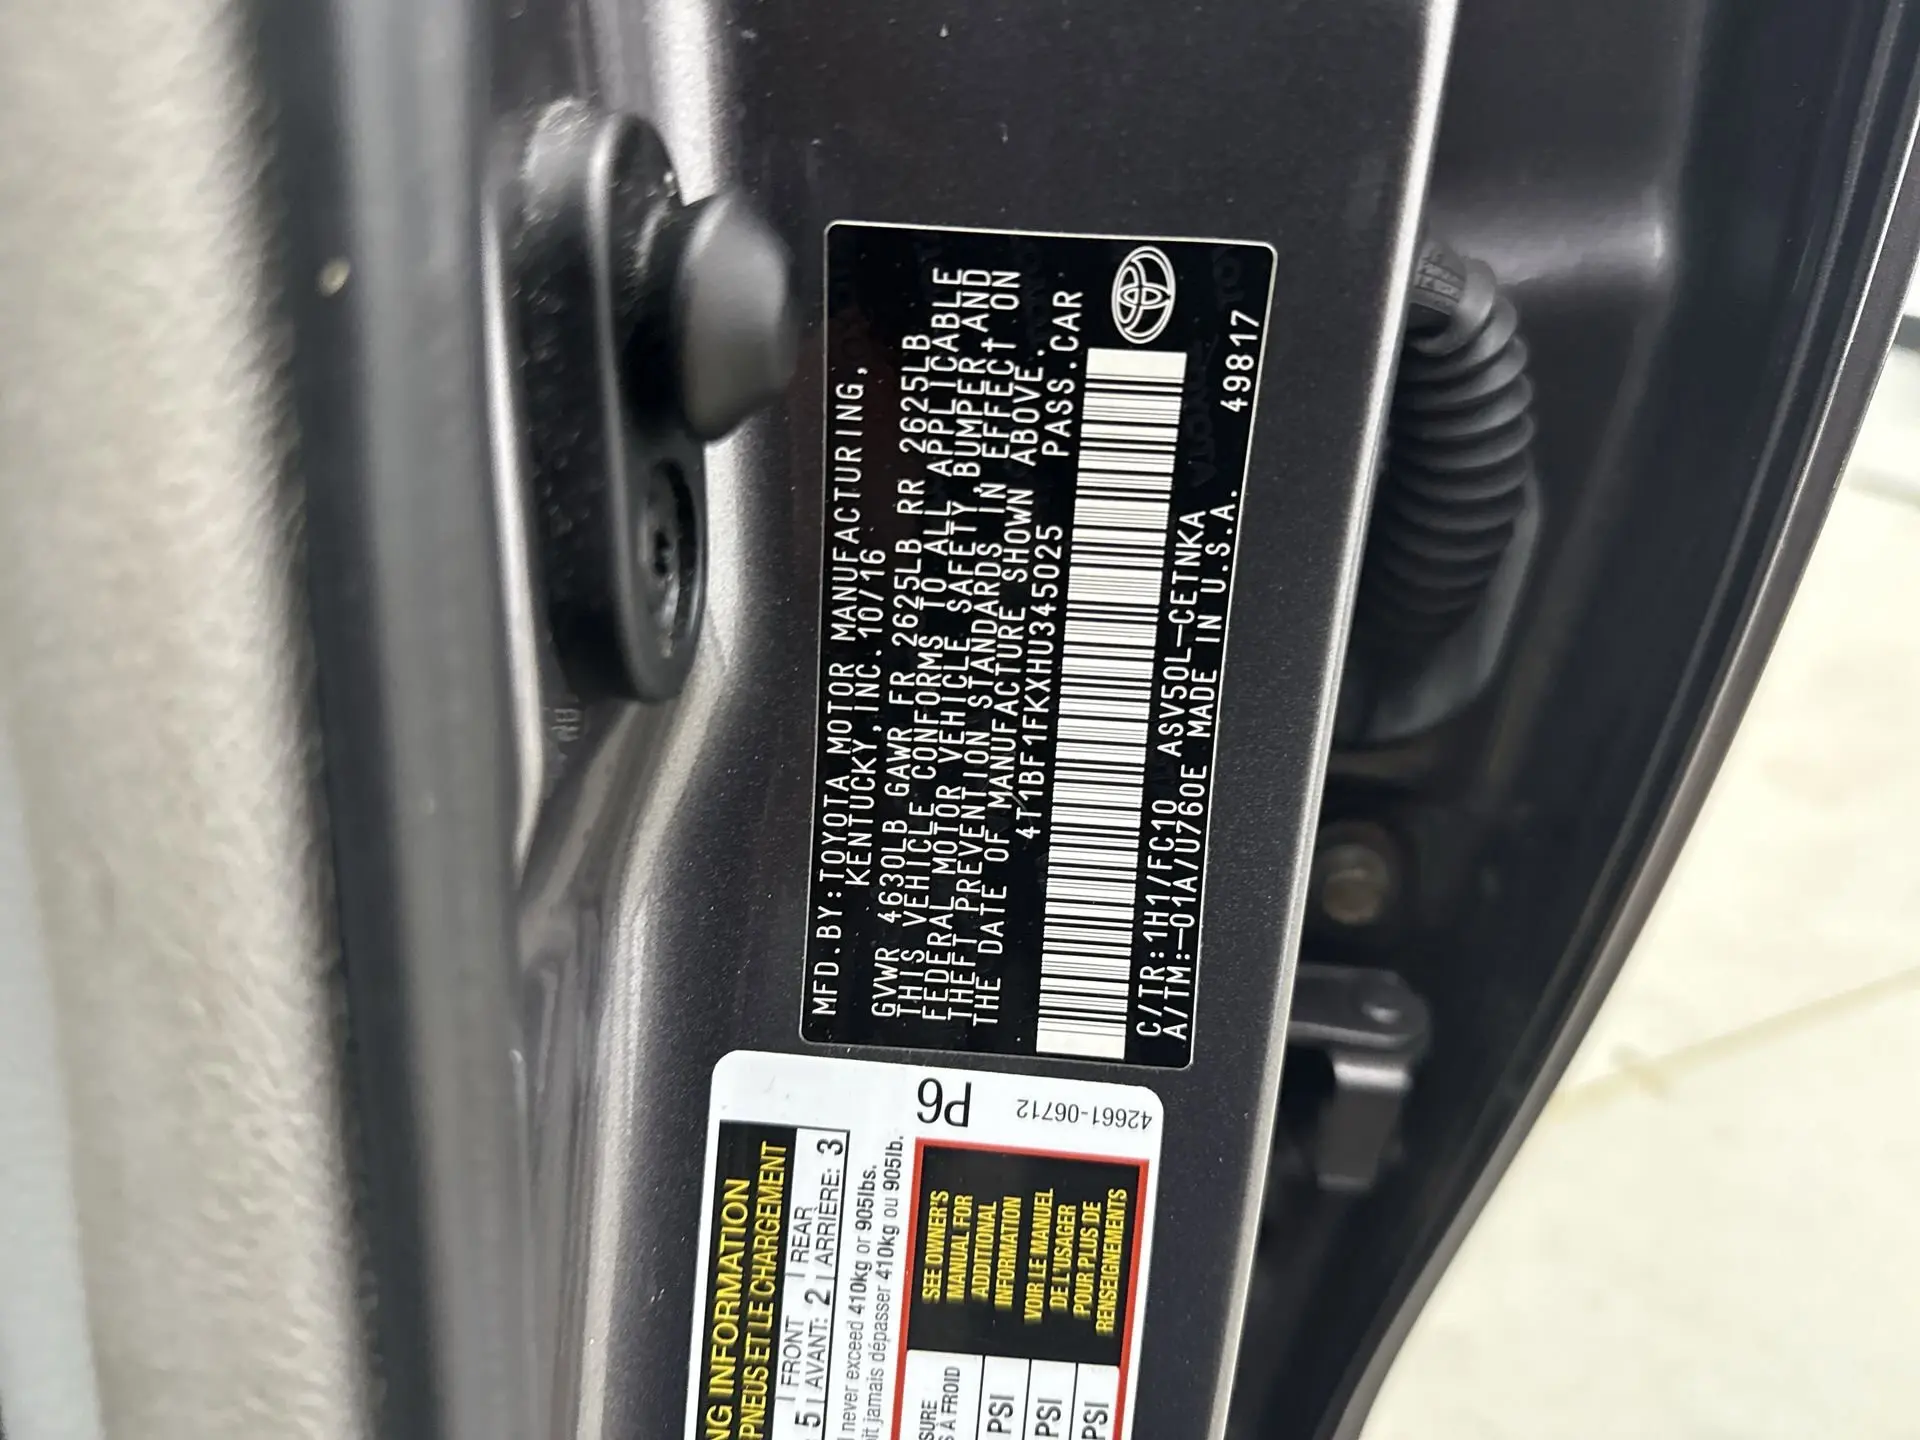 MFD.BY:TOYOTA MOTOR MANUFACTURING,
KENTUCKY,INC.10/16
GVWR 4630LB GAWR FR 2625LB RR 2625LB
THIS VEHICLE CONFORMS TO ALL APPLICABLE
FEDERAL MOTOR VEHICLE SAFETY,BUMPER,AND
THEFT PREVENTION STANDARDS IN EFFECT ON
THE DATE OF MANUFACTURE SHOWN ABOVE.
4T1BF1FKXHU345025 PASS.CAR
C/TR:1H1/FC10 ASV50L-CETNKA
A/TM:-01A/U760E MADE IN U.S.A. 49817
P6
42661-06712
NG INFORMATION
PNEUS ET LE CHARGEMENT
5 FRONT REAR
AVANT: 2 ARRIÈRE: 3
never exceed 410kg or 905lbs.
jamais dépasser 410kg ou 905lb.
SEE OWNER'S
MANUAL FOR
ADDITIONAL
INFORMATION
VOIR LE MANUEL
DE L'USAGER
POUR PLUS DE
RENSEIGNEMENTS
SURE
À FROID
PSI
PSI
PSI